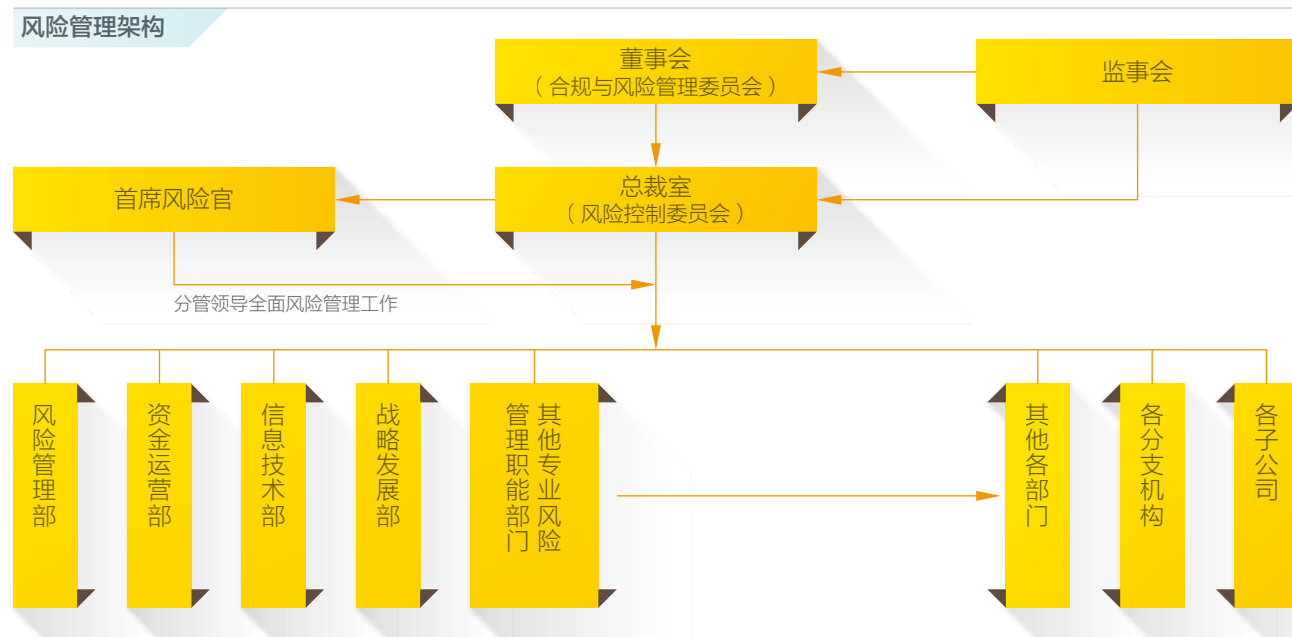 风险管理架构
董事会
（合规与风险管理委员会）
监事会
首席风险官
总裁室
（风险控制委员会）
分管领导全面风险管理工作
风险管理部
资金运营部
信息技术部
战略发展部
其他专业风险
管理职能部门
其他各部门
各分支机构
各子公司